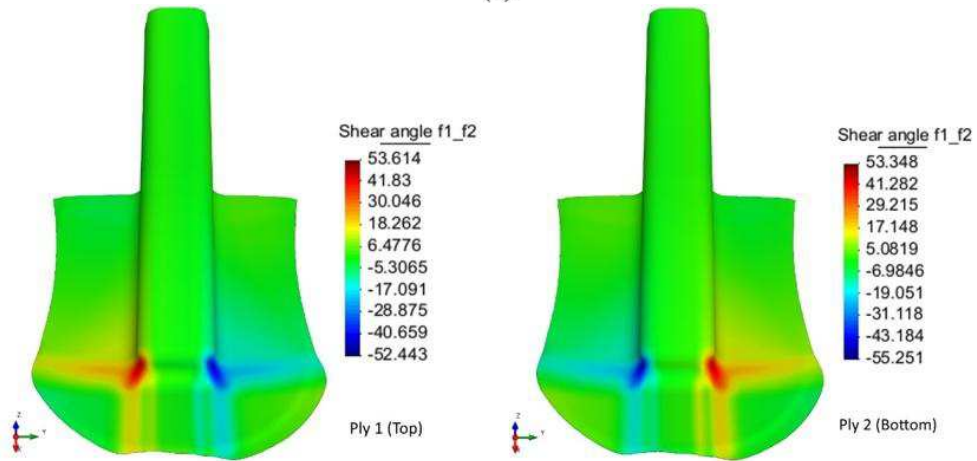 Shear angle f1_f2
53.614
41.83
30.046
18.262
6.4776
-5.3065
-17.091
-28.875
-40.659
-52.443
Z
Y
Ply 1 (Top)
Shear angle f1_f2
53.348
41.282
29.215
17.148
5.0819
-6.9846
-19.051
-31.118
-43.184
-55.251
Z
Y
Ply 2 (Bottom)